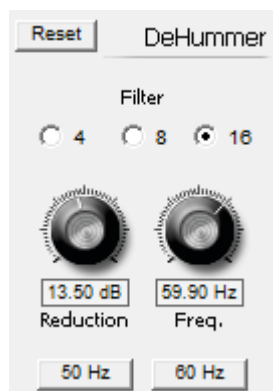 Reset DeHummer
Filter
4 8 16
13.50 dB 59.90 Hz
Reduction Freq.
50 Hz 60 Hz